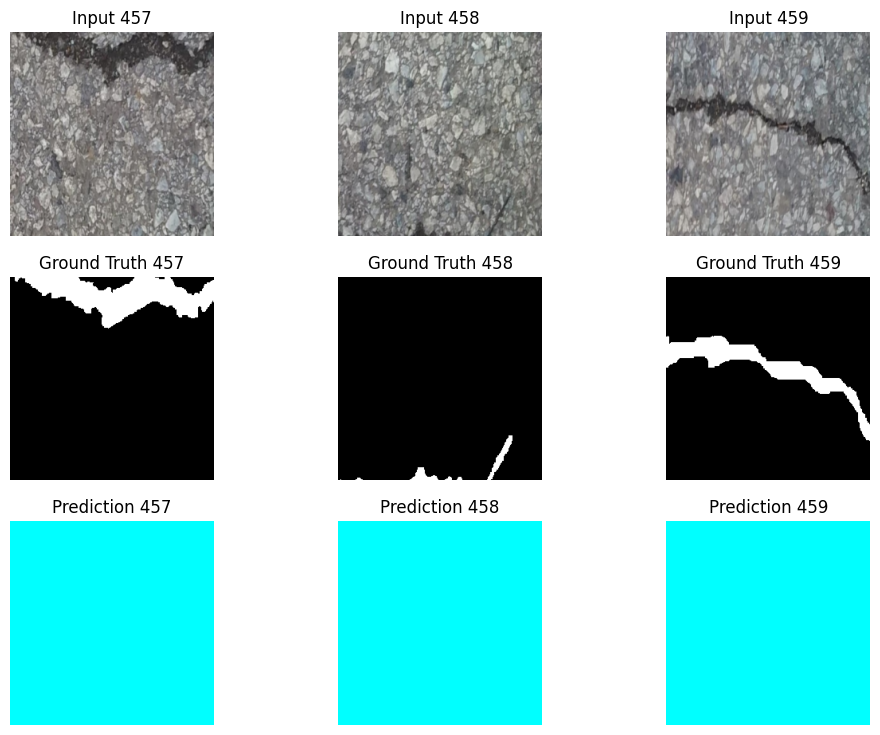 Input 457
Input 458
Input 459
Ground Truth 457
Ground Truth 458
Ground Truth 459
Prediction 457
Prediction 458
Prediction 459